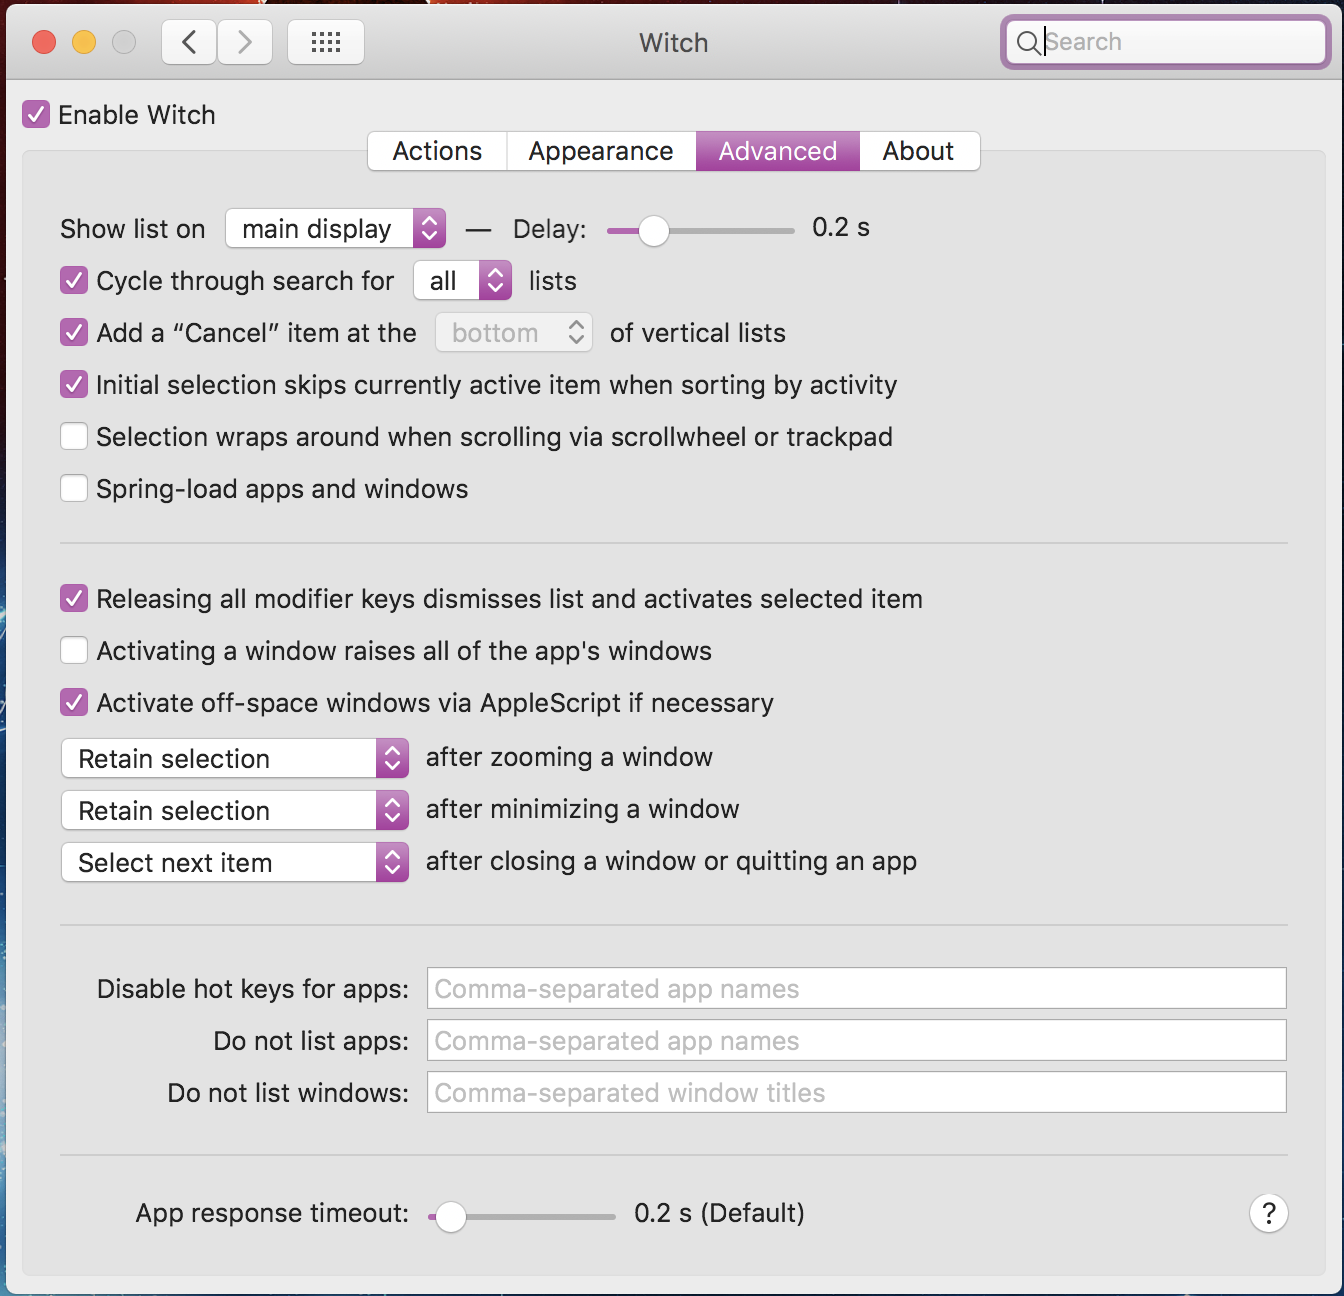 Witch
Search
Enable Witch
Actions Appearance Advanced About
Show list on main display — Delay: 0.2 s
Cycle through search for all lists
Add a “Cancel” item at the bottom of vertical lists
Initial selection skips currently active item when sorting by activity
Selection wraps around when scrolling via scrollwheel or trackpad
Spring-load apps and windows
Releasing all modifier keys dismisses list and activates selected item
Activating a window raises all of the app's windows
Activate off-space windows via AppleScript if necessary
Retain selection after zooming a window
Retain selection after minimizing a window
Select next item after closing a window or quitting an app
Disable hot keys for apps: Comma-separated app names
Do not list apps: Comma-separated app names
Do not list windows: Comma-separated window titles
App response timeout: 0.2 s (Default) ?